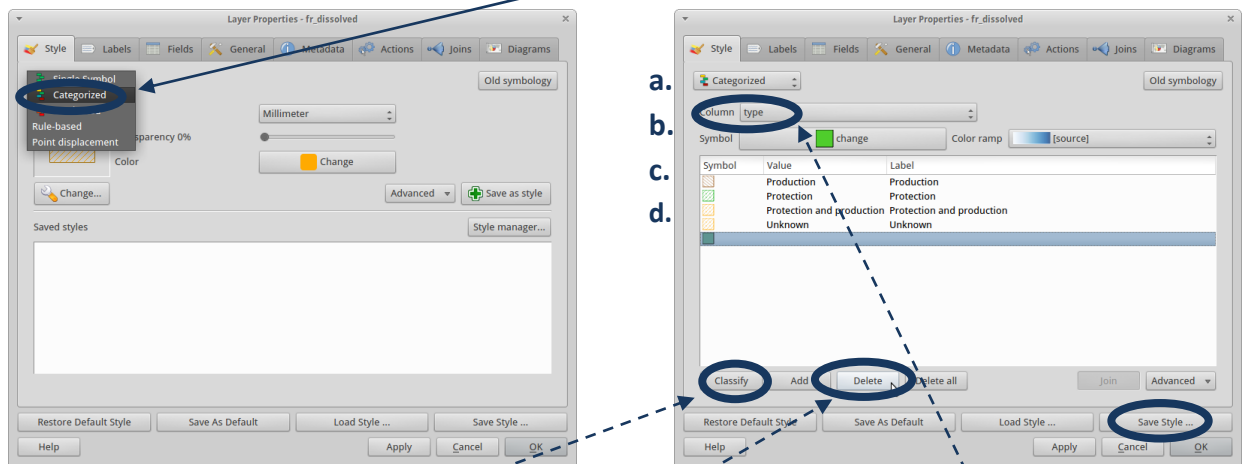 Layer Properties - fr_dissolved
Style Labels Fields General Metadata Actions Joins Diagrams
Single Symbol
Old symbology
Categorized
Millimeter
Rule-based
Transparency 0%
Point displacement
Color Change
Change... Advanced Save as style
Saved styles Style manager...
Restore Default Style Save As Default Load Style ... Save Style ...
Help Apply Cancel OK
a.
b.
c.
d.
Layer Properties - fr_dissolved
Style Labels Fields General Metadata Actions Joins Diagrams
Categorized Old symbology
Column type
Symbol change Color ramp [source]
Symbol Value Label
Production Production
Protection Protection
Protection and production Protection and production
Unknown Unknown
Classify Add Delete Delete all Join Advanced
Restore Default Style Save As Default Load Style ... Save Style ...
Help Apply Cancel OK